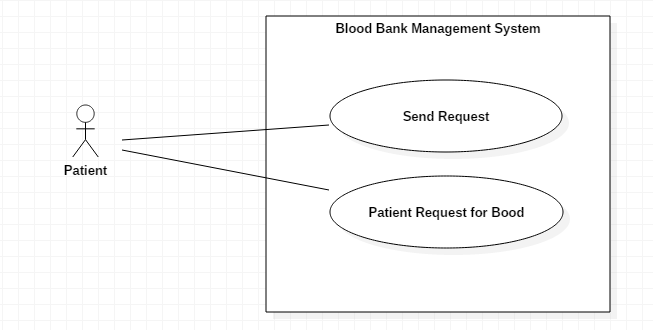 Blood Bank Management System
Send Request
Patient
Patient Request for Bood